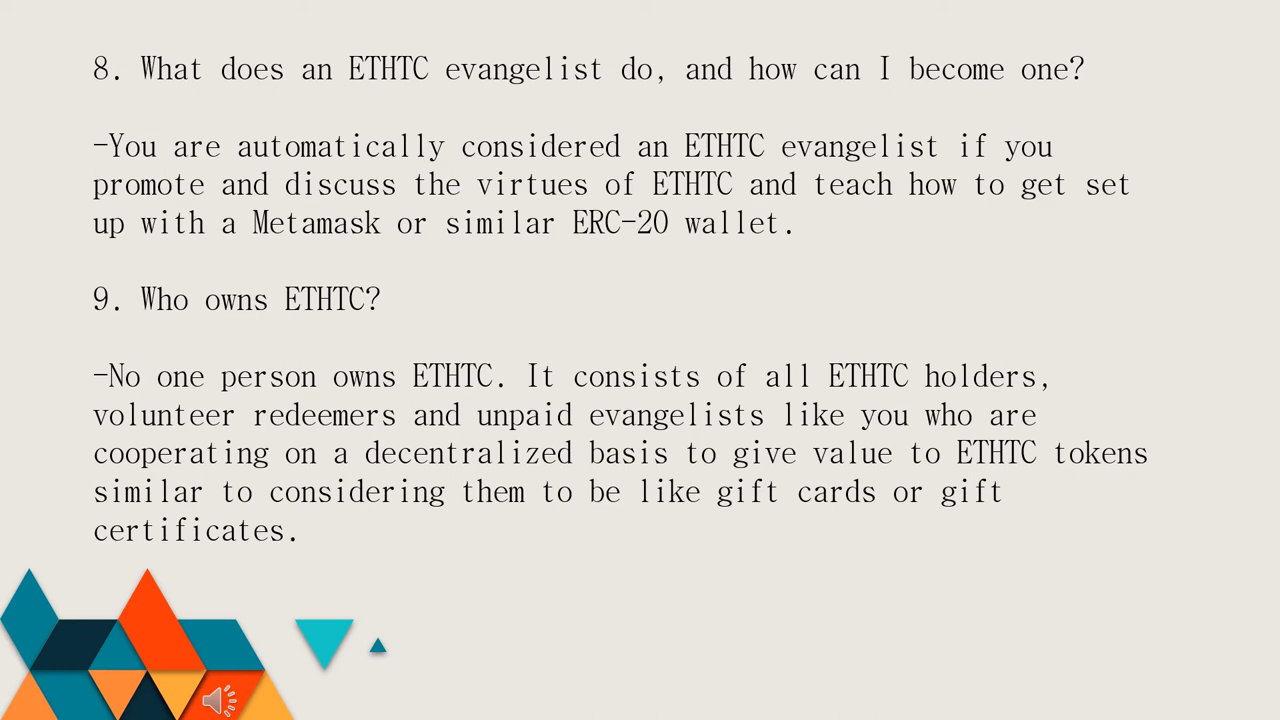 8. What does an ETHTC evangelist do, and how can I become one?
-You are automatically considered an ETHTC evangelist if you
promote and discuss the virtues of ETHTC and teach how to get set
up with a Metamask or similar ERC-20 wallet.
9. Who owns ETHTC?
-No one person owns ETHTC. It consists of all ETHTC holders,
volunteer redeemers and unpaid evangelists like you who are
cooperating on a decentralized basis to give value to ETHTC tokens
similar to considering them to be like gift cards or gift
certificates.